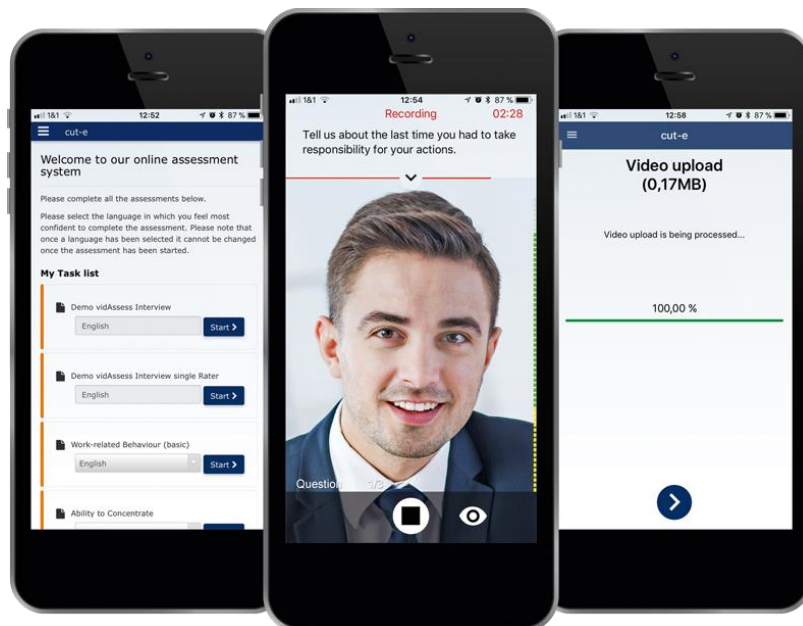 1&1 12:52 87 %
cut-e
Welcome to our online assessment
system
Please complete all the assessments below.
Please select the language in which you feel most
confident to complete the assessment. Please note that
once a language has been selected it cannot be changed
once the assessment has been started.
My Task list
Demo vidAssess Interview
English Start
Demo vidAssess Interview single Rater
English Start
Work-related Behaviour (basic)
English Start
Ability to Concentrate
1&1 12:54 87 %
Recording 02:28
Tell us about the last time you had to take
responsibility for your actions.
Question 1/3
1&1 12:58 87 %
cut-e
Video upload
(0,17MB)
Video upload is being processed...
100,00 %